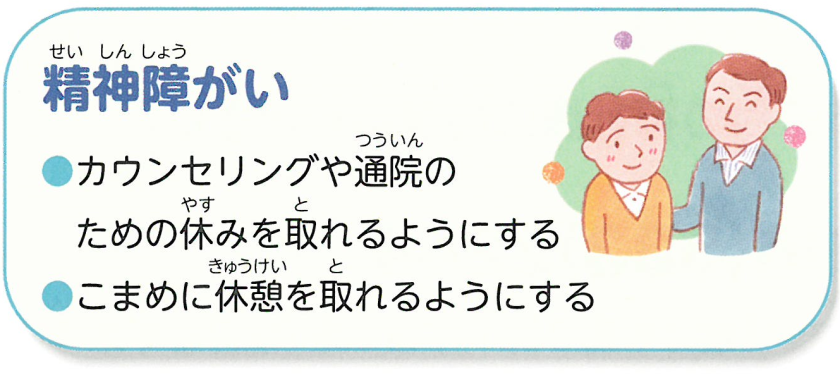 せい しん しょう
精神障がい
つういん
●カウンセリングや通院の
やす と
ための休みを取れるようにする
きゅうけい と
●こまめに休憩を取れるようにする